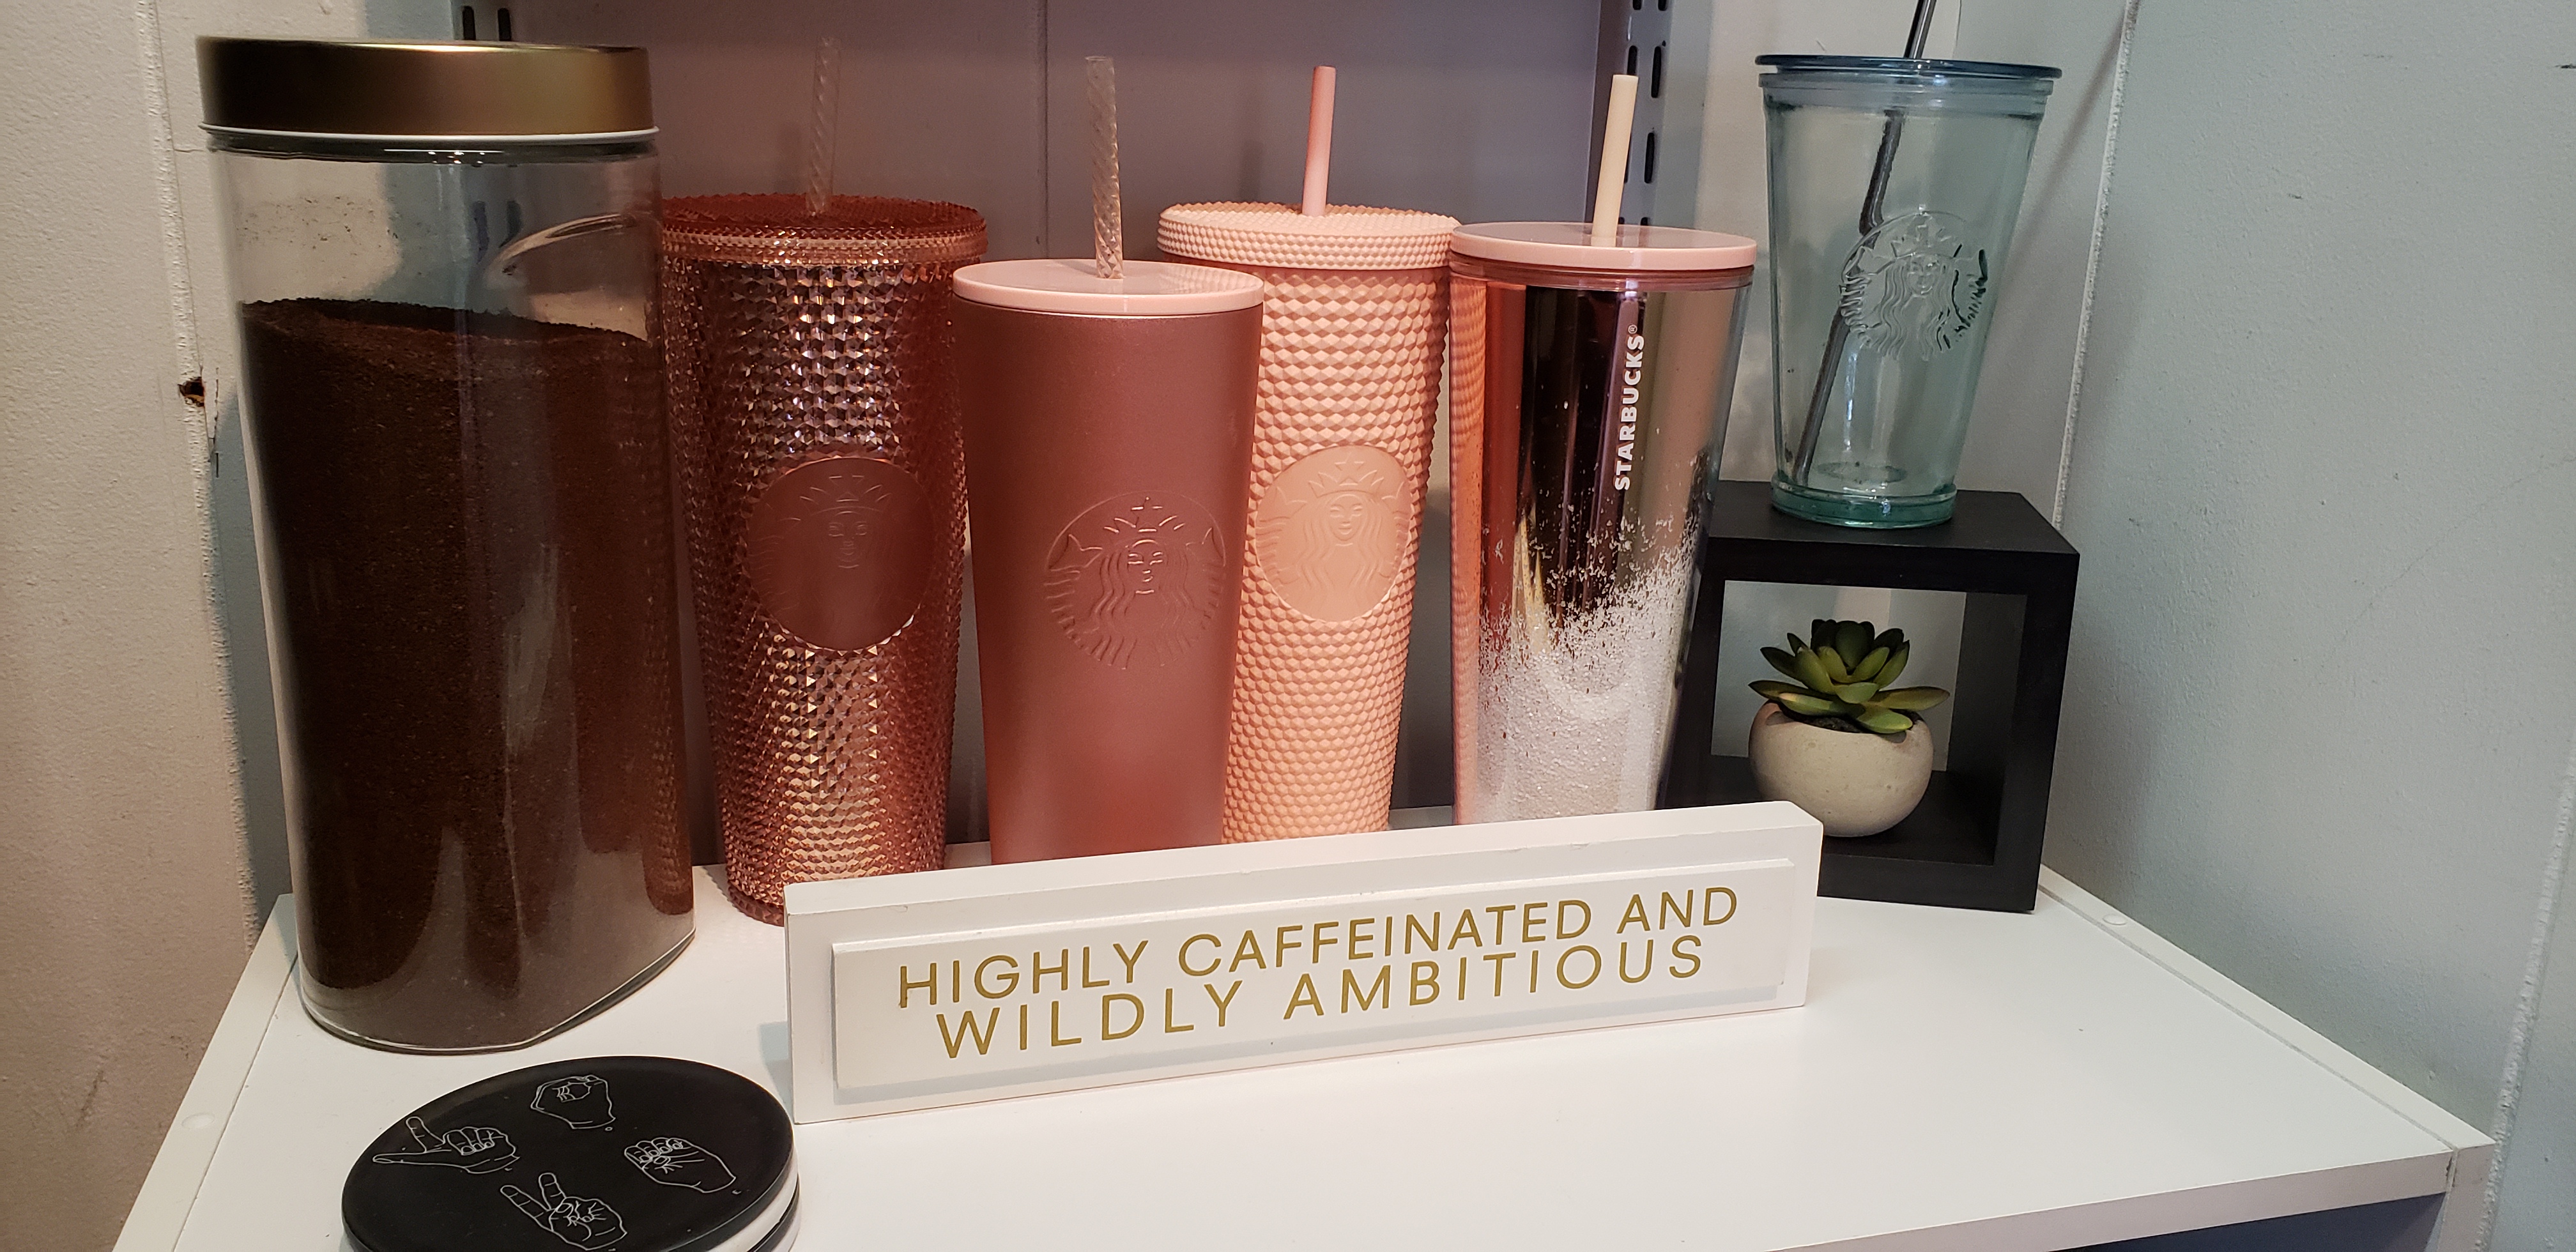 STARBUCKS®
HIGHLY CAFFEINATED AND
WILDLY AMBITIOUS